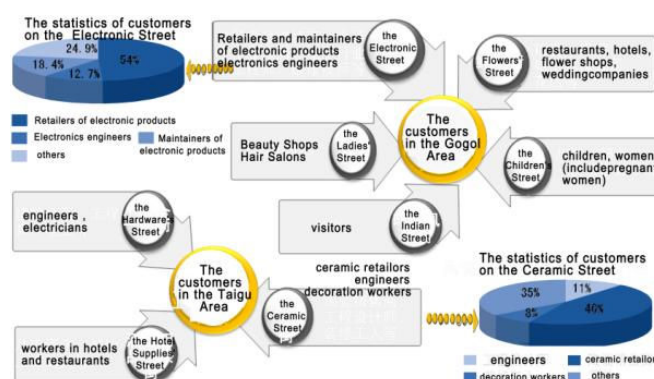 The statistics of customers
on the Electronic Street
24.9%
54%
18.4%
12.7%
Retailers of electronic products
Electronics engineers
Maintainers of
electronic products
others
Retailers and maintainers
of electronic products
electronics engineers
the
Electronic
Street
the
Flowers'
Street
restaurants, hotels,
flower shops,
weddingcompanies
The
customers
in the Gogol
Area
Beauty Shops
Hair Salons
the
Ladies'
Street
the
Children's
Street
children, women
(includepregnant
women)
visitors
the
Indian
Street
engineers ,
electricians
the
Hardware's
Street
The
customers
in the Taigu
Area
workers in hotels
and restaurants
the Hotel
Supplies'
Street
ceramic retailors
engineers
decoration workers
the
Ceramic
Street
The statistics of customers
on the Ceramic Street
35%
11%
8%
46%
engineers
ceramic retailors
decoration workers
others